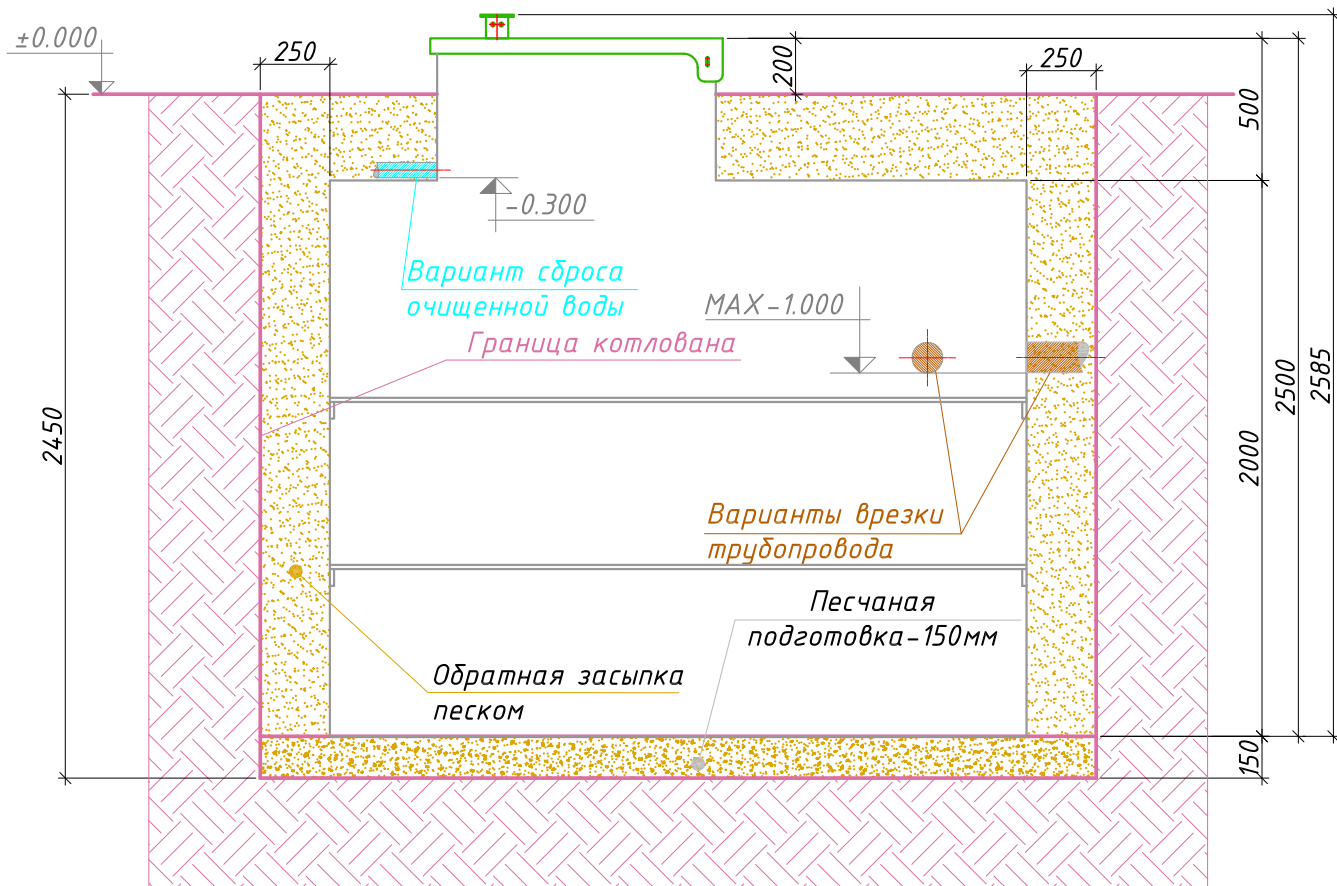 ±0.000
250
200
250
500
-0.300
Вариант сброса
очищенной воды
MAX-1.000
Граница котлована
2450
2500
2585
2000
Варианты врезки
трубопровода
Песчаная
подготовка-150мм
Обратная засыпка
песком
150